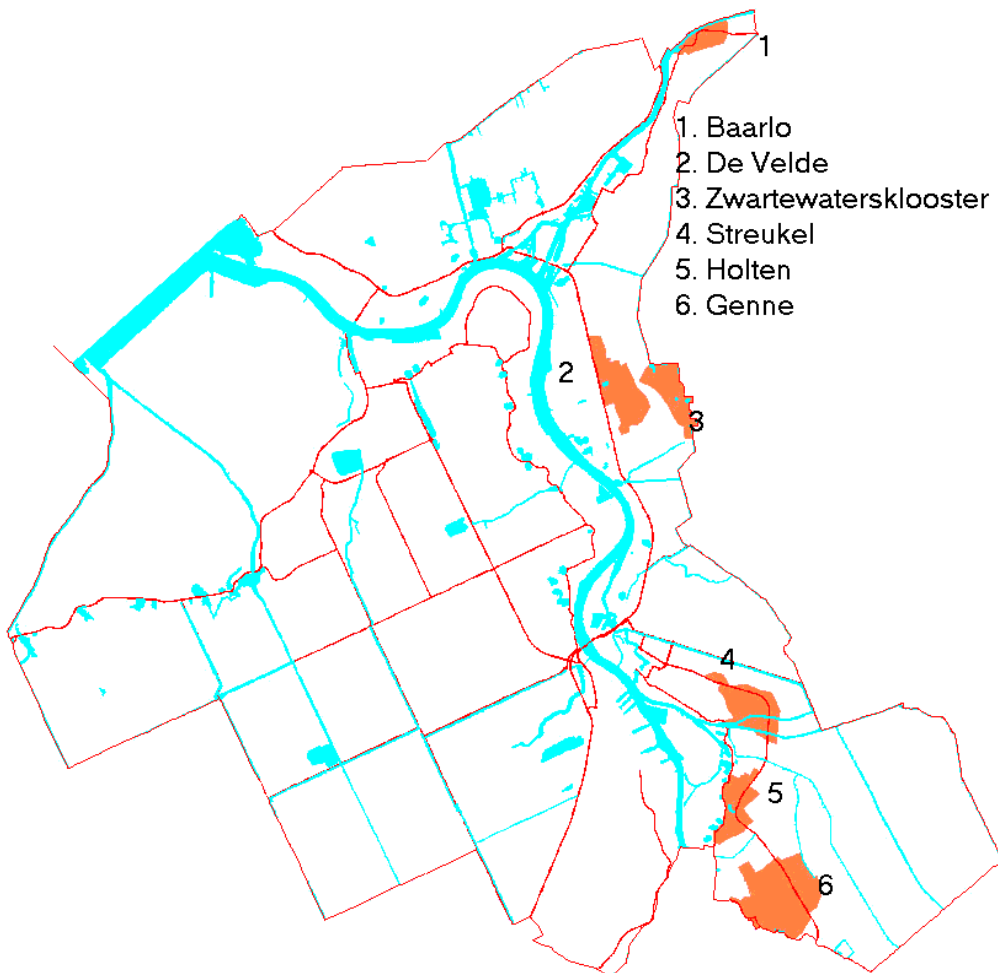 1
1. Baarlo
2. De Velde
3. Zwartewatersklooster
4. Streukel
5. Holten
6. Genne
2
3
4
5
6